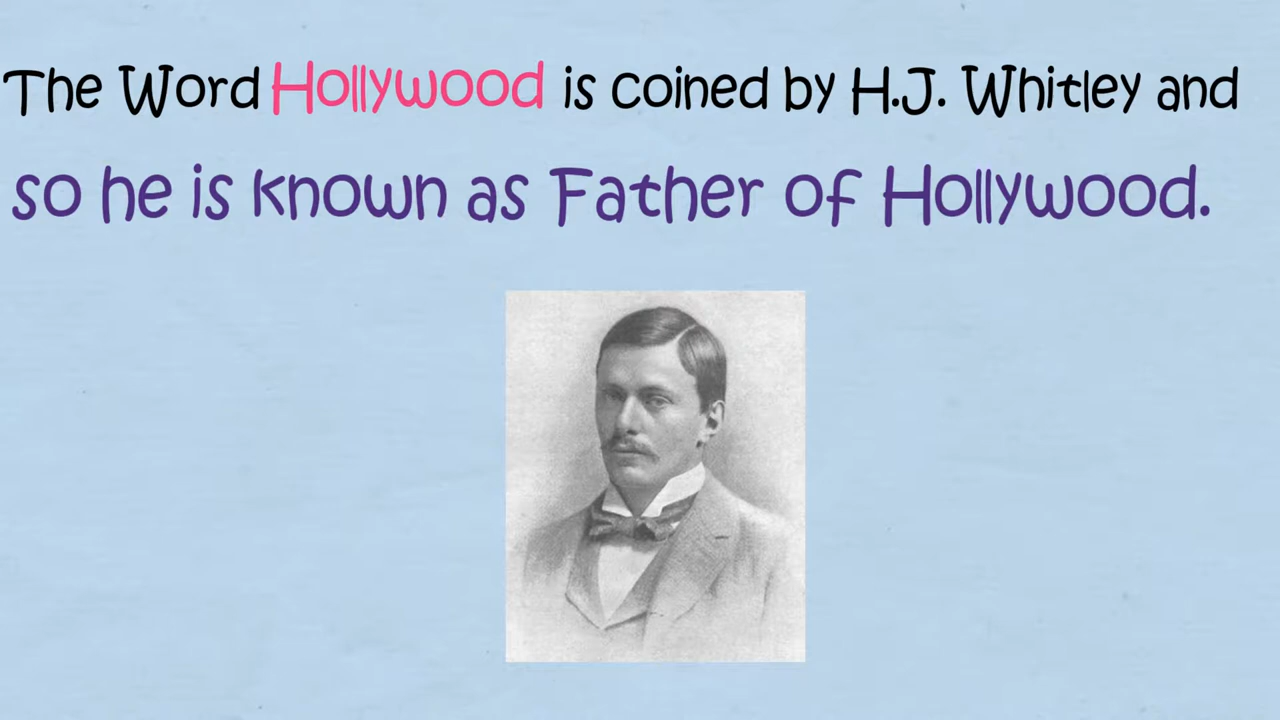 The Word Hollywood is coined by H.J. Whitley and
so he is known as Father of Hollywood.